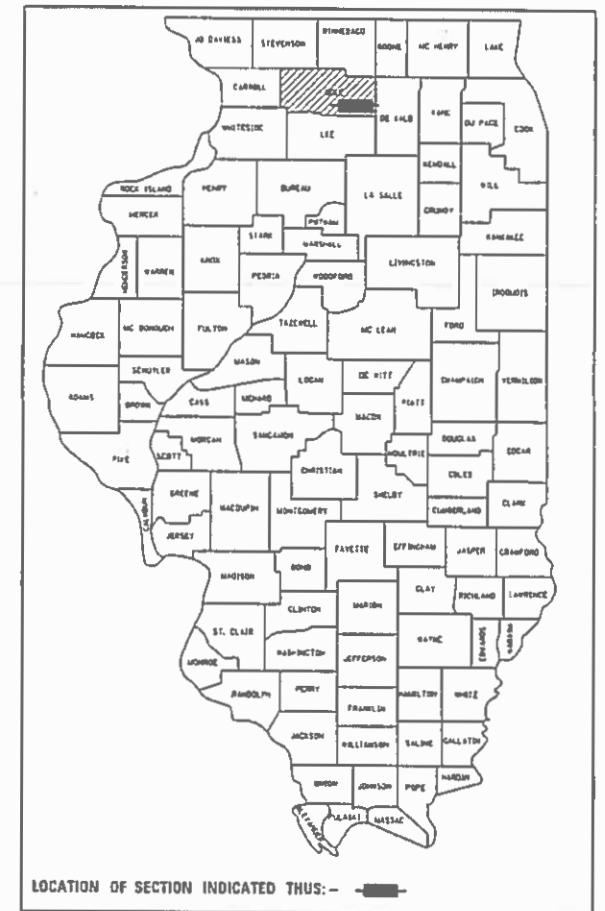 JO DAVIESS
STEVENSON
WINNEBAGO
BOONE
MC HENRY
LAKE
CARROLL
OGLE
DE KALB
KANE
DU PAGE
COOK
WHITESIDE
LEE
KENDALL
WILL
ROCK ISLAND
HENRY
BUREAU
LA SALLE
GRUNDY
MERCER
PUTNAM
KANKAKEE
STARK
MARSHALL
HENDERSON
WARREN
KNOX
PEORIA
WOODFORD
LIVINGSTON
IROQUOIS
HANCOCK
MC DONOUGH
FULTON
TAZEWELL
MC LEAN
FORD
SCHUYLER
MASON
LOGAN
DE WITT
CHAMPAIGN
VERMILION
ADAMS
BROWN
CASS
MENARD
MACON
PIATT
PIKE
SCOTT
MORGAN
SANGAMON
CHRISTIAN
MOULTRIE
DOUGLAS
EDGAR
COLES
SHELBY
CALHOUN
GREENE
MACOUPIN
MONTGOMERY
CUMBERLAND
CLARK
JERSEY
FAYETTE
EFFINGHAM
JASPER
CRAWFORD
MADISON
BOND
CLAY
RICHLAND
LAWRENCE
CLINTON
MARION
ST. CLAIR
WAYNE
EDWARDS
WABASH
MONROE
WASHINGTON
JEFFERSON
RANDOLPH
PERRY
HAMILTON
WHITE
FRANKLIN
JACKSON
WILLIAMSON
SALINE
GALLATIN
UNION
JOHNSON
POPE
HARDIN
ALEXANDER
PULASKI
MASSAC
LOCATION OF SECTION INDICATED THUS:-